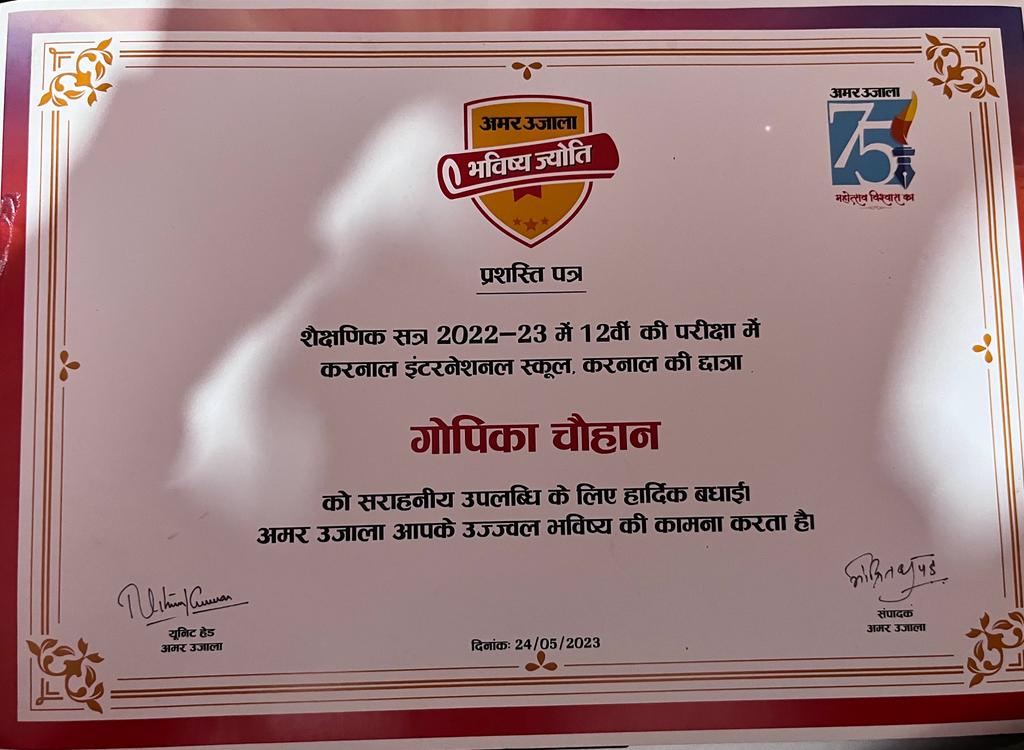 अमर उजाला
भविष्य ज्योति
अमर उजाला
75
महोत्सव विश्वास का
प्रशस्ति पत्र
शैक्षणिक सत्र 2022-23 में 12वीं की परीक्षा में
करनाल इंटरनेशनल स्कूल, करनाल की छात्रा
गोपिका चौहान
को सराहनीय उपलब्धि के लिए हार्दिक बधाई।
अमर उजाला आपके उज्ज्वल भविष्य की कामना करता है।
यूनिट हेड
अमर उजाला
दिनांक: 24/05/2023
संपादक
अमर उजाला